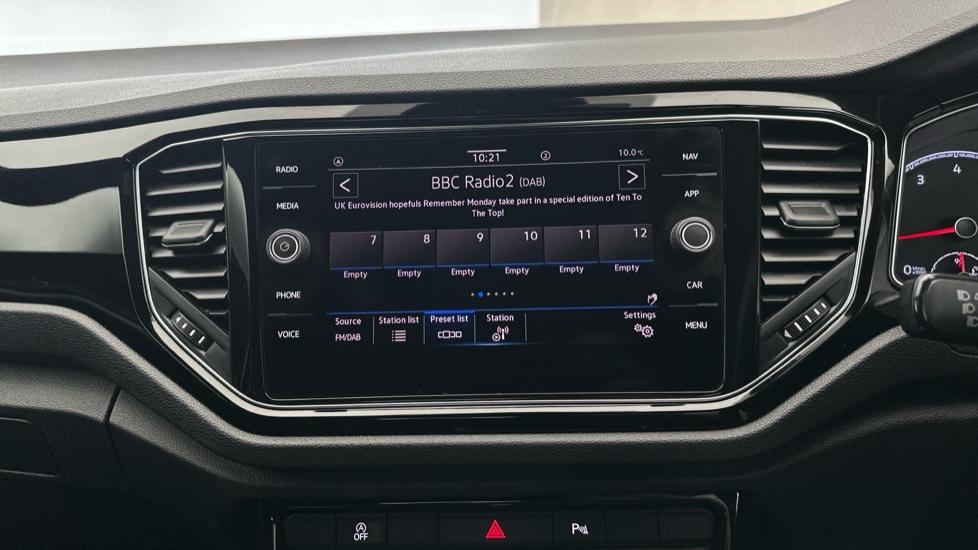 10:21
10.0°C
BBC Radio2 (DAB)
UK Eurovision hopefuls Remember Monday take part in a special edition of Ten To
The Top!
7 8 9 10 11 12
Empty Empty Empty Empty Empty Empty
Source Station list Preset list Station Settings
FM/DAB
RADIO
MEDIA
PHONE
VOICE
NAV
APP
CAR
MENU
3 4
0
A
OFF
P